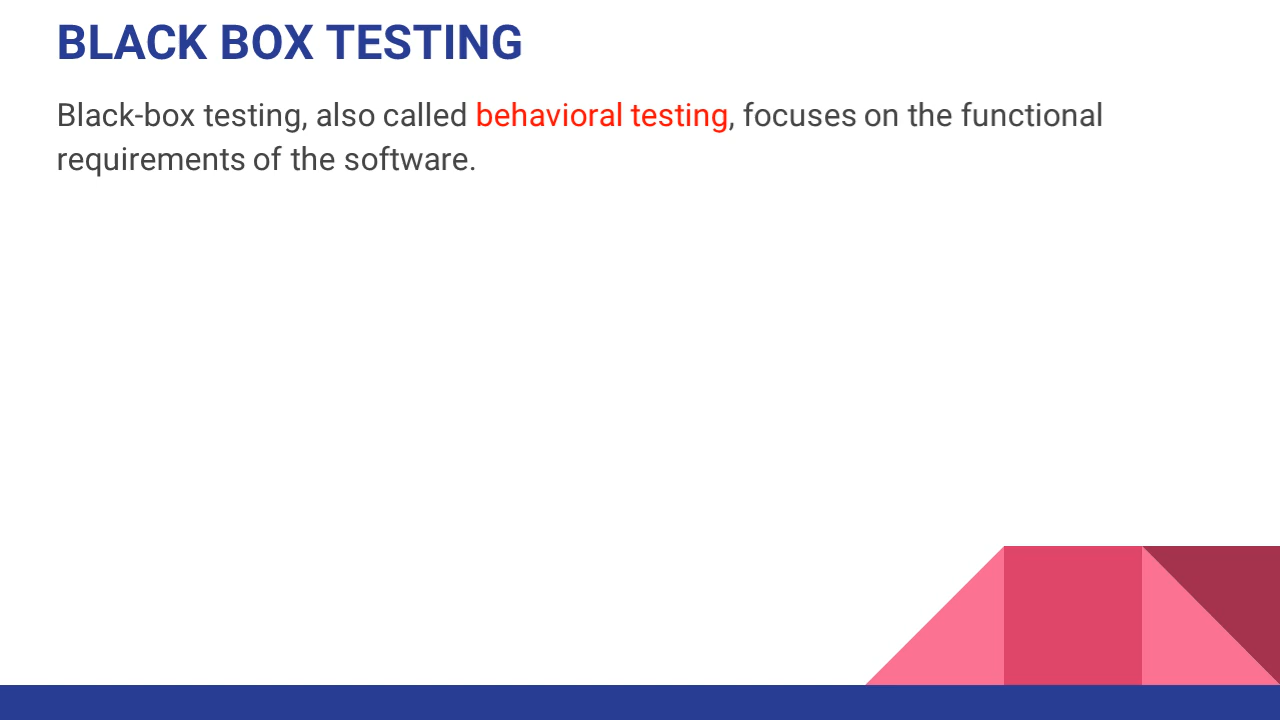 BLACK BOX TESTING
Black-box testing, also called behavioral testing, focuses on the functional
requirements of the software.